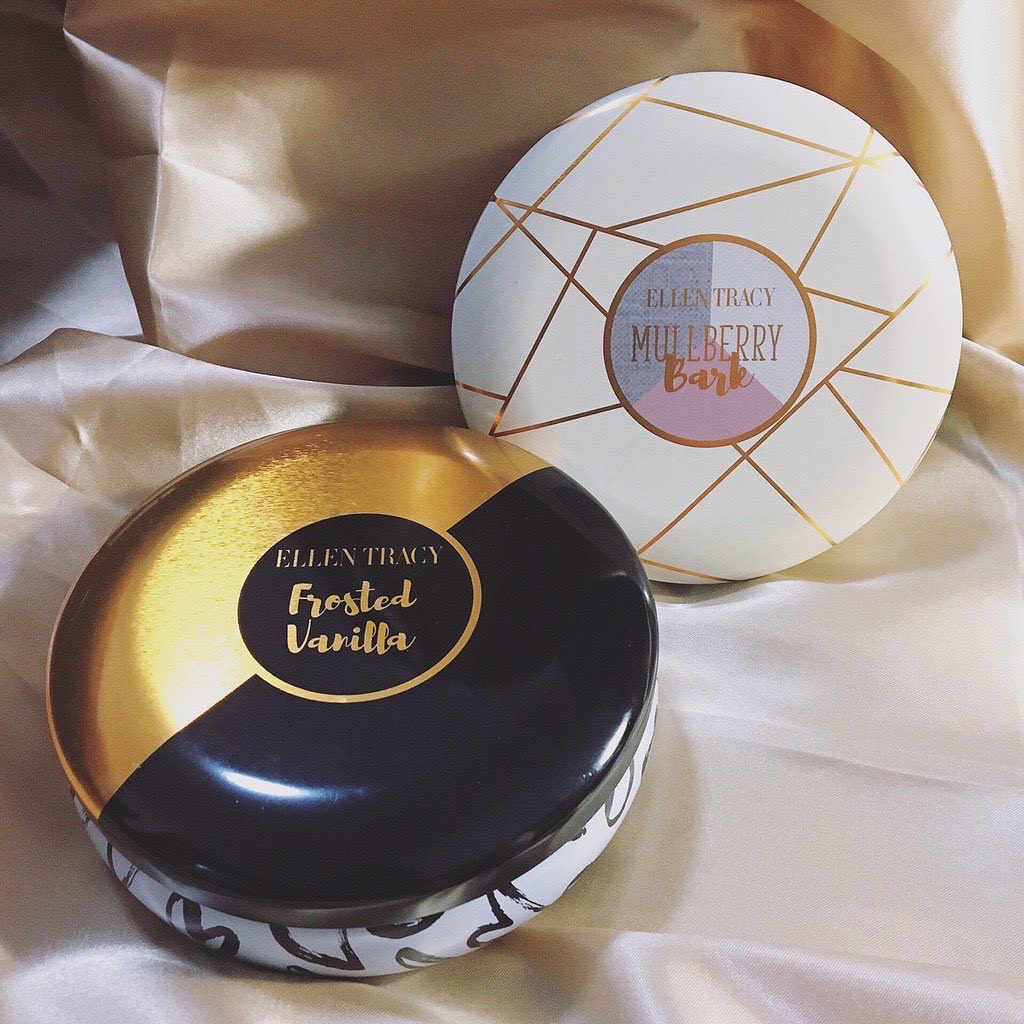 ELLEN TRACY
MULLBERRY
Bark
ELLEN TRACY
Frosted
Vanilla